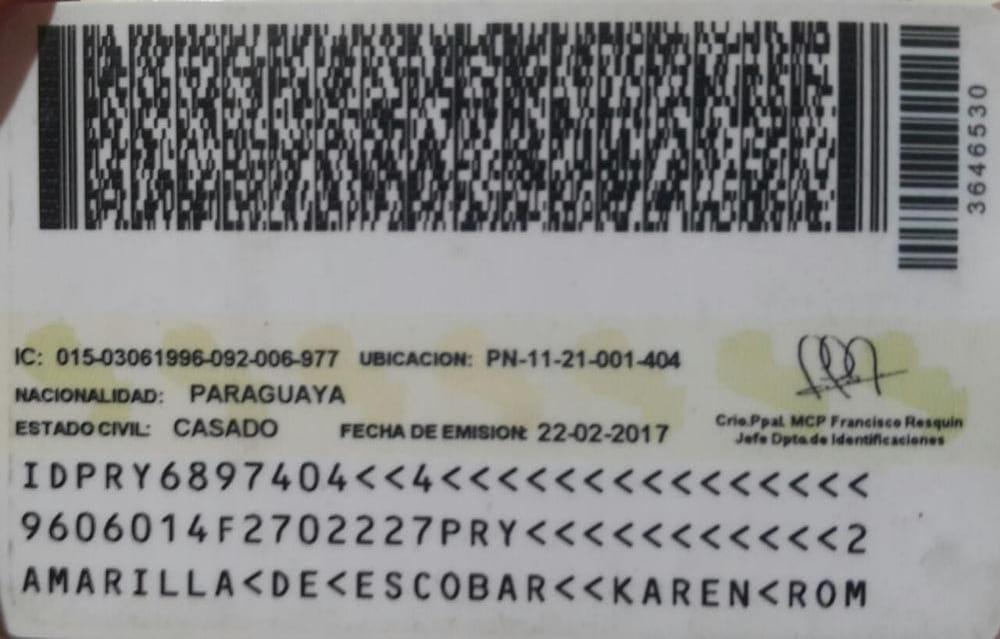 3646530
IC: 015-03061996-092-006-977 UBICACION: PN-11-21-001-404
NACIONALIDAD: PARAGUAYA
ESTADO CIVIL: CASADO FECHA DE EMISION: 22-02-2017
Crio.Ppal. MCP Francisco Resquin
Jefe Dpto.de Identificaciones
IDPRY6897404<<4<<<<<<<<<<<<<<<
9606014F2702227PRY<<<<<<<<<<<2
AMARILLA<DE<ESCOBAR<<KAREN<ROM